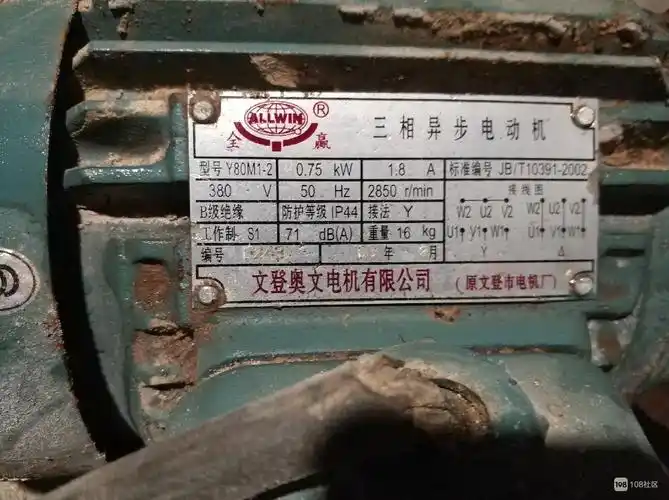 ALLWIN ®
全 赢
三相异步电动机
型号 Y80M1-2 0.75 kW 1.8 A 标准编号 JB/T10391-2002
380 V 50 Hz 2850 r/min 接线图
B级绝缘 防护等级 IP44 接法 Y
W2 U2 V2 W2 U2 V2
工作制 S1 71 dB(A) 重量 16 kg
U1 V1 W1 U1 V1 W1
编号 年 月 Y Δ
文登奥文电机有限公司 (原文登市电机厂)
108 108社区